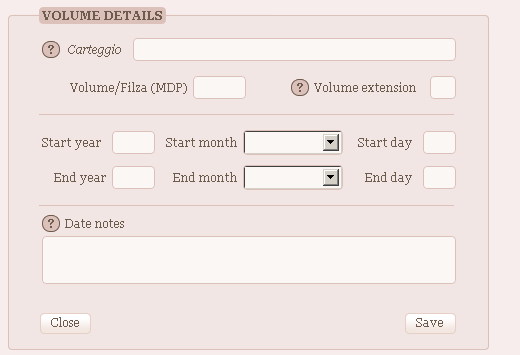 VOLUME DETAILS
? Carteggio
Volume/Filza (MDP) ? Volume extension
Start year Start month Start day
End year End month End day
? Date notes
Close Save